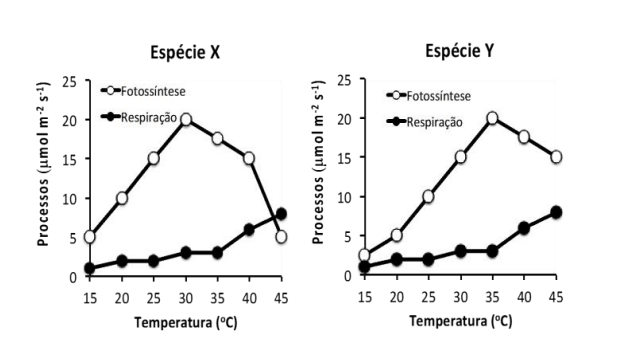 Espécie X
Processos (μmol m⁻² s⁻¹)
25
20
15
10
5
0
Fotossíntese
Respiração
15 20 25 30 35 40 45
Temperatura (ºC)
Espécie Y
Processos (μmol m⁻² s⁻¹)
25
20
15
10
5
0
Fotossíntese
Respiração
15 20 25 30 35 40 45
Temperatura (ºC)